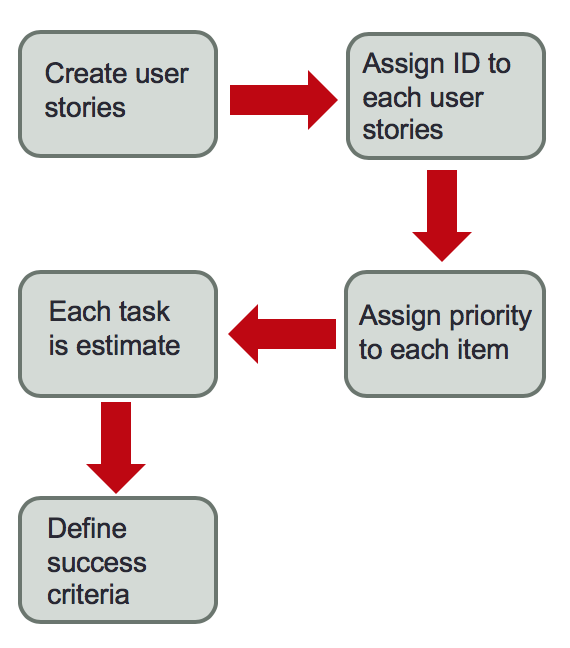 Create user
stories
Assign ID to
each user
stories
Assign priority
to each item
Each task
is estimate
Define
success
criteria